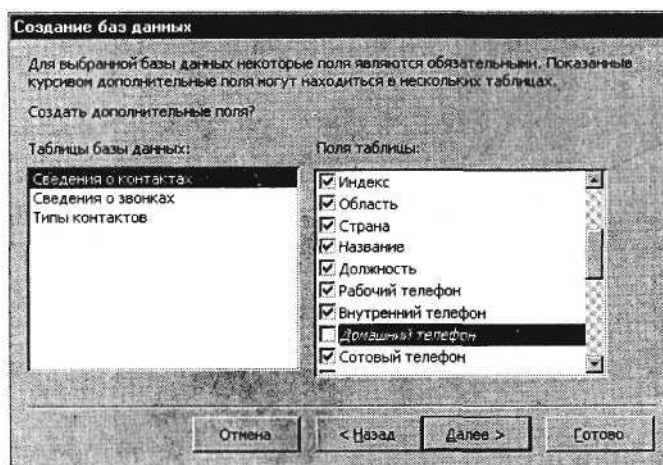 Создание баз данных
Для выбранной базы данных некоторые поля являются обязательными. Показанные
курсивом дополнительные поля могут находиться в нескольких таблицах.
Создать дополнительные поля?
Таблицы базы данных:
Сведения о контактах
Сведения о звонках
Типы контактов
Поля таблицы:
Индекс
Область
Страна
Название
Должность
Рабочий телефон
Внутренний телефон
Домашний телефон
Сотовый телефон
Отмена
< Назад
Далее >
Готово